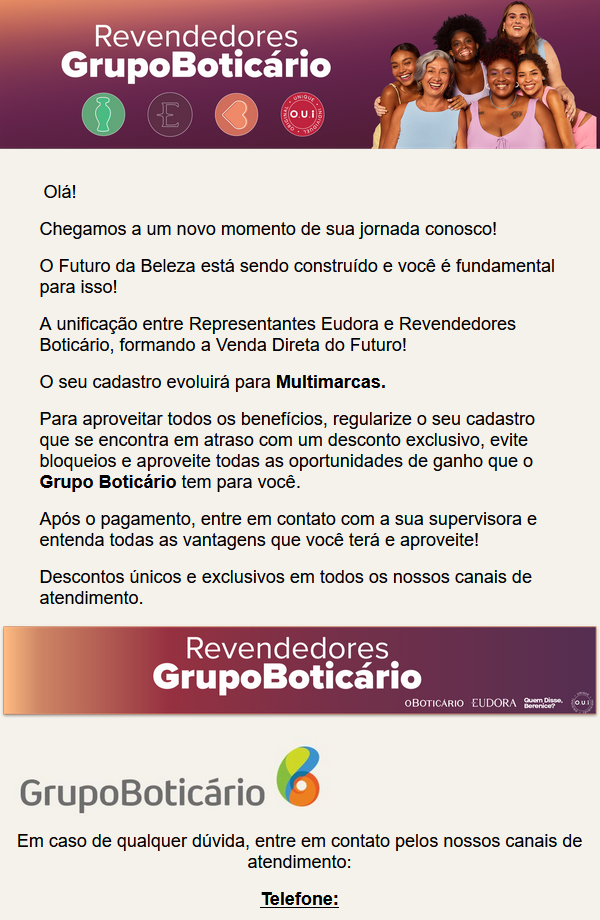 Revendedores
GrupoBoticário
E
UNIQUE • INDIVIDUEL • ORIGINAL •
O.U.i
Olá!
Chegamos a um novo momento de sua jornada conosco!
O Futuro da Beleza está sendo construído e você é fundamental
para isso!
A unificação entre Representantes Eudora e Revendedores
Boticário, formando a Venda Direta do Futuro!
O seu cadastro evoluirá para Multimarcas.
Para aproveitar todos os benefícios, regularize o seu cadastro
que se encontra em atraso com um desconto exclusivo, evite
bloqueios e aproveite todas as oportunidades de ganho que o
Grupo Boticário tem para você.
Após o pagamento, entre em contato com a sua supervisora e
entenda todas as vantagens que você terá e aproveite!
Descontos únicos e exclusivos em todos os nossos canais de
atendimento.
Revendedores
GrupoBoticário
oBOTICÁRIO EUDORA Quem Disse, O.U.i
Berenice?
GrupoBoticário
Em caso de qualquer dúvida, entre em contato pelos nossos canais de
atendimento:
Telefone: